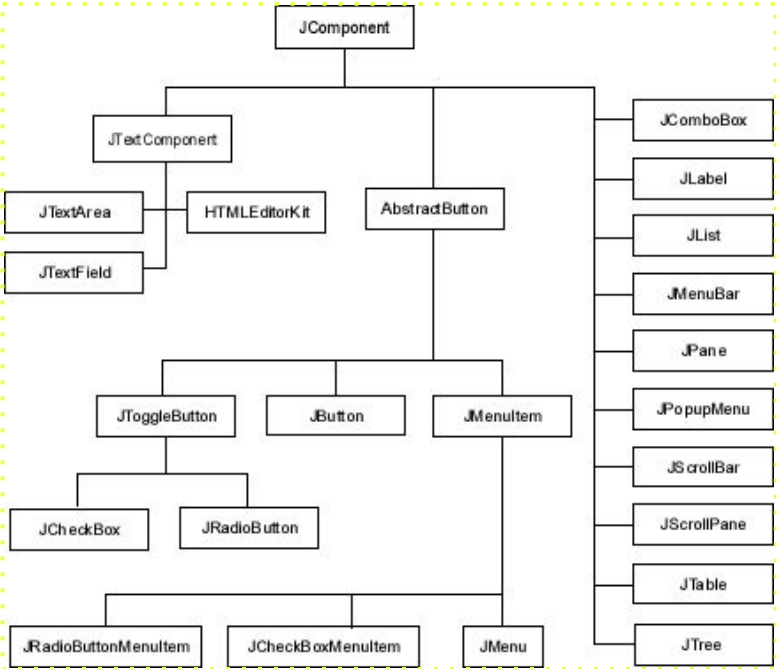 JComponent
JTextComponent
JComboBox
JLabel
JTextArea
HTMLEditorKit
AbstractButton
JList
JTextField
JMenuBar
JPane
JToggleButton
JButton
JMenuItem
JPopupMenu
JScrollBar
JCheckBox
JRadioButton
JScrollPane
JTable
JRadioButtonMenuItem
JCheckBoxMenuItem
JMenu
JTree